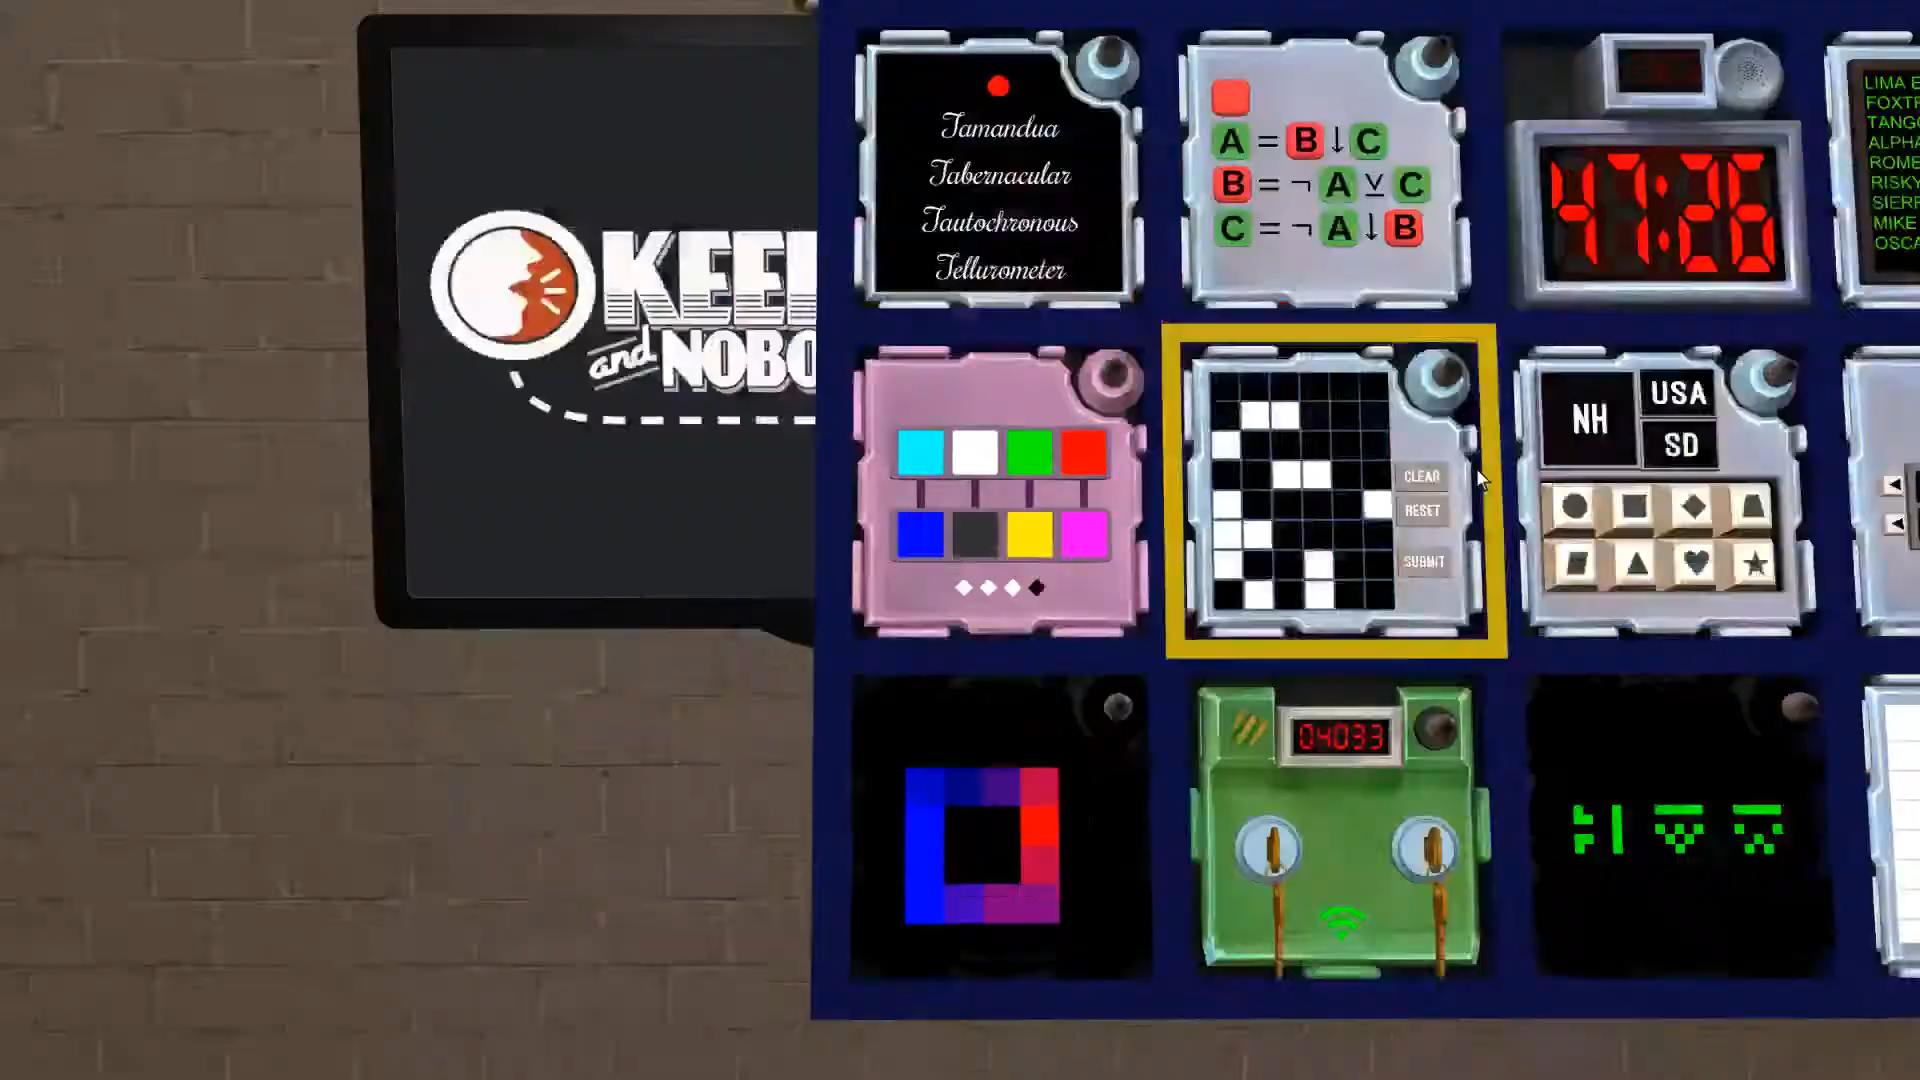 KEEP
and NOBO
Tamandua
Tabernacular
Tautochronous
Tellurometer
A = B ↓ C
B = ¬ A ⊻ C
C = ¬ A ↓ B
47:26
LIMA E
FOXTR
TANGO
ALPHA
ROME
RISKY
SIERR
MIKE
OSCA
CLEAR
RESET
SUBMIT
NH
USA
SD
04033